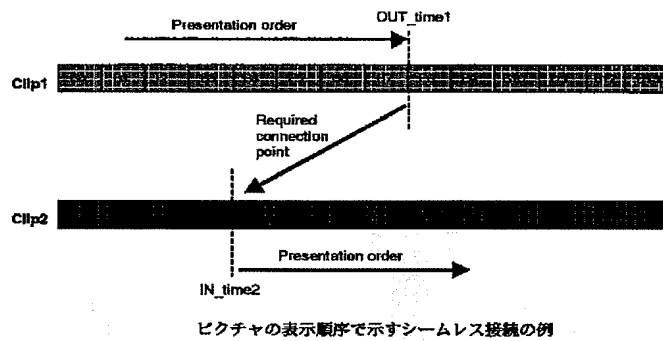 Presentation order
OUT_time1
Clip1
Required
connection
point
Clip2
Presentation order
IN_time2
ピクチャの表示順序で示すシームレス接続の例